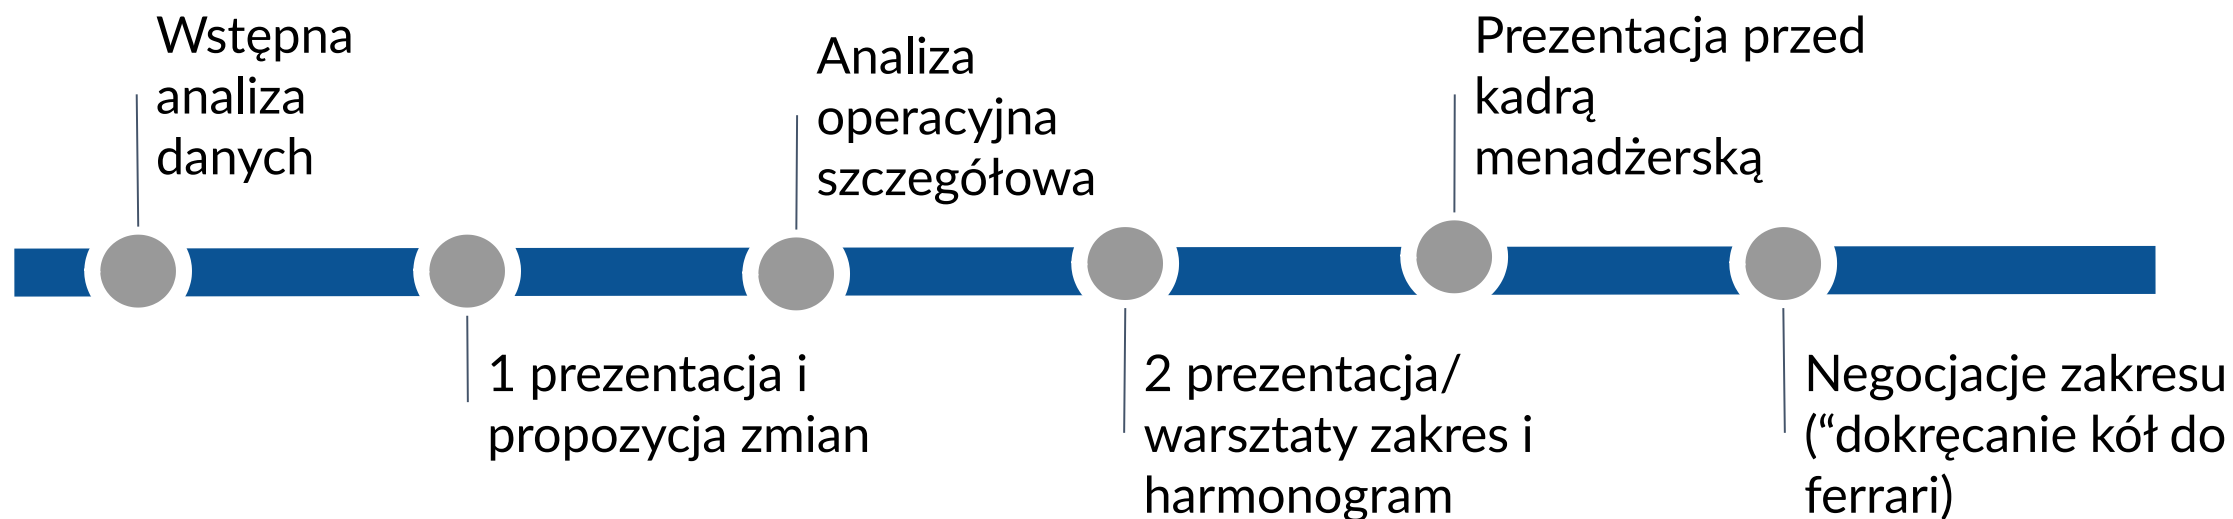 Wstępna
analiza
danych
1 prezentacja i
propozycja zmian
Analiza
operacyjna
szczegółowa
2 prezentacja/
warsztaty zakres i
harmonogram
Prezentacja przed
kadrą
menadżerską
Negocjacje zakresu
(“dokręcanie kół do
ferrari)